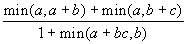 min(a, a + b) + min(a, b + c)
1 + min(a + bc, b)